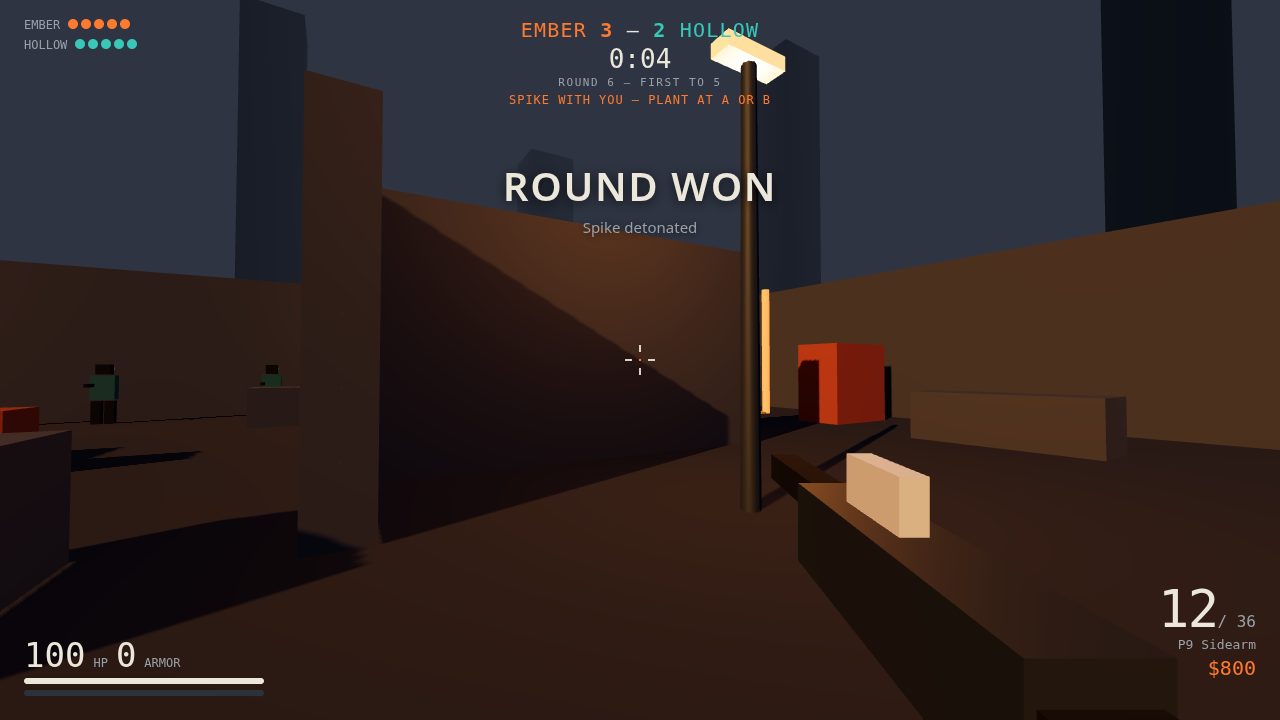 EMBER
HOLLOW
EMBER 3 — 2 HOLLOW
0:04
ROUND 6 — FIRST TO 5
SPIKE WITH YOU — PLANT AT A OR B
ROUND WON
Spike detonated
100 HP 0 ARMOR
12 / 36
P9 Sidearm
$800